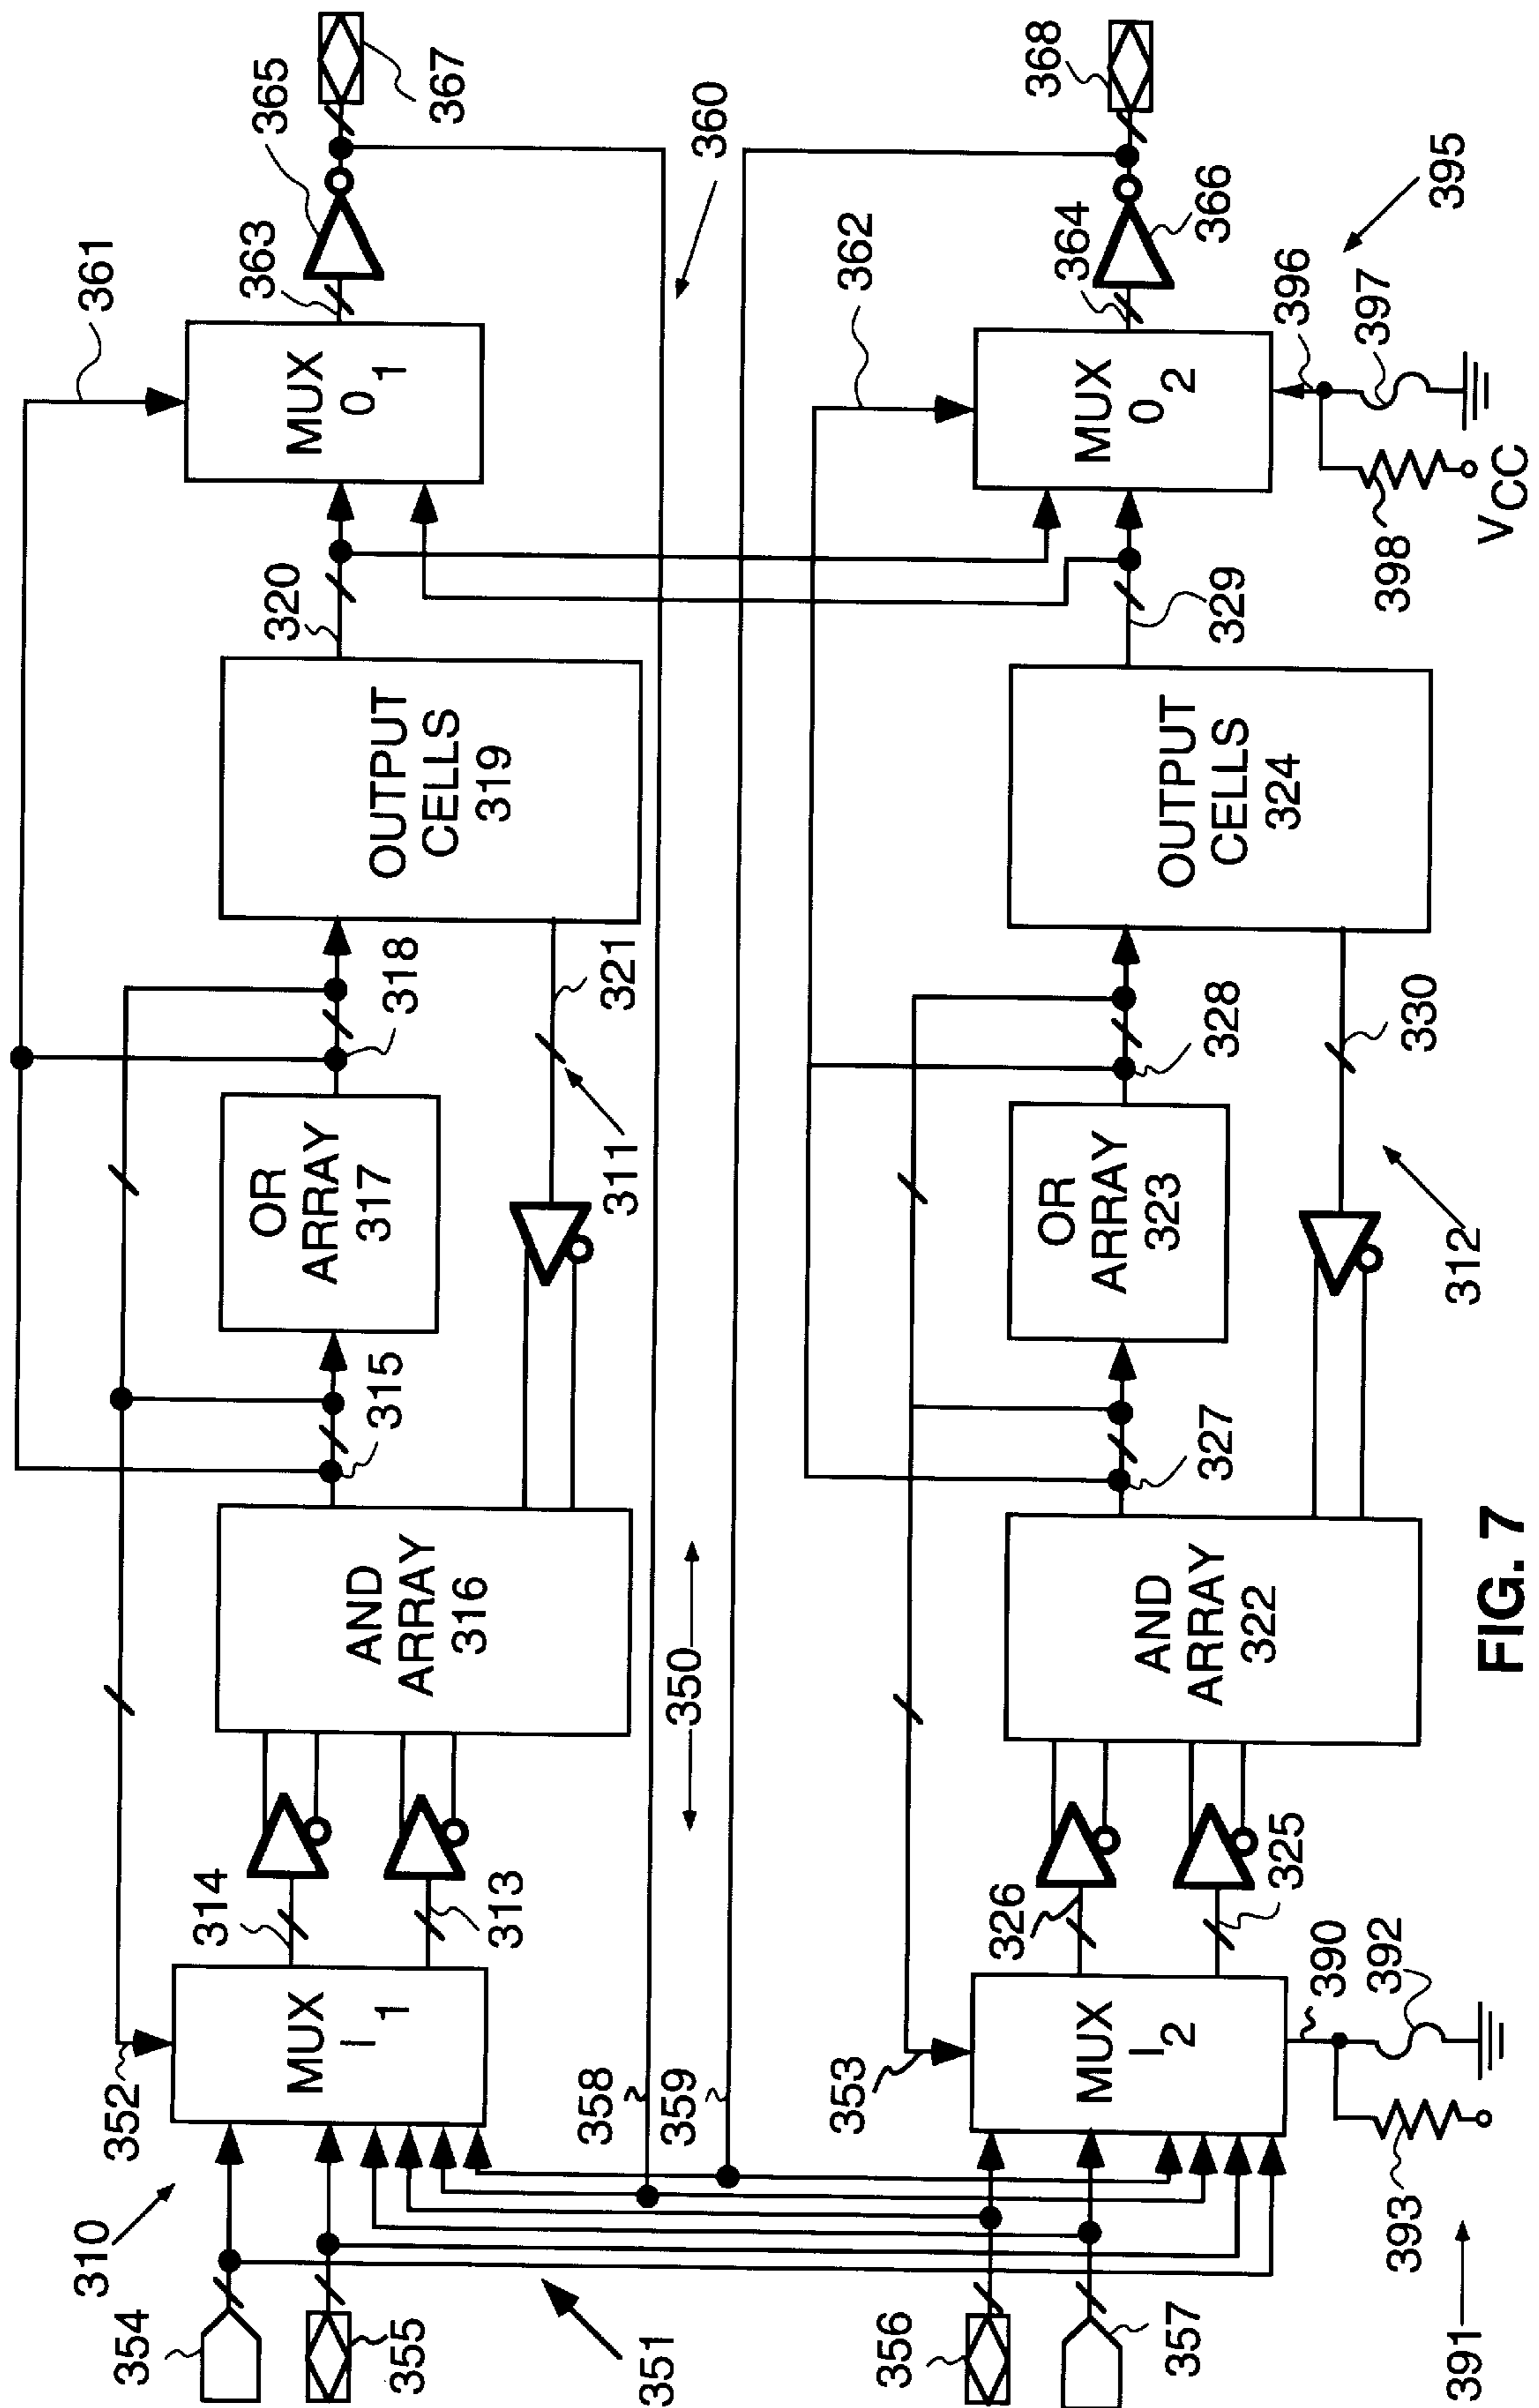 310
354
355
351
356
357
391
352
MUX
I1
314
313
358
359
353
MUX
I2
326
325
390
392
393
AND
ARRAY
316
350
AND
ARRAY
322
315
OR
ARRAY
317
318
311
321
327
OR
ARRAY
323
328
312
330
OUTPUT
CELLS
319
320
OUTPUT
CELLS
324
329
361
MUX
O1
363
365
367
360
362
MUX
O2
364
366
368
396
397
395
398
VCC
FIG. 7